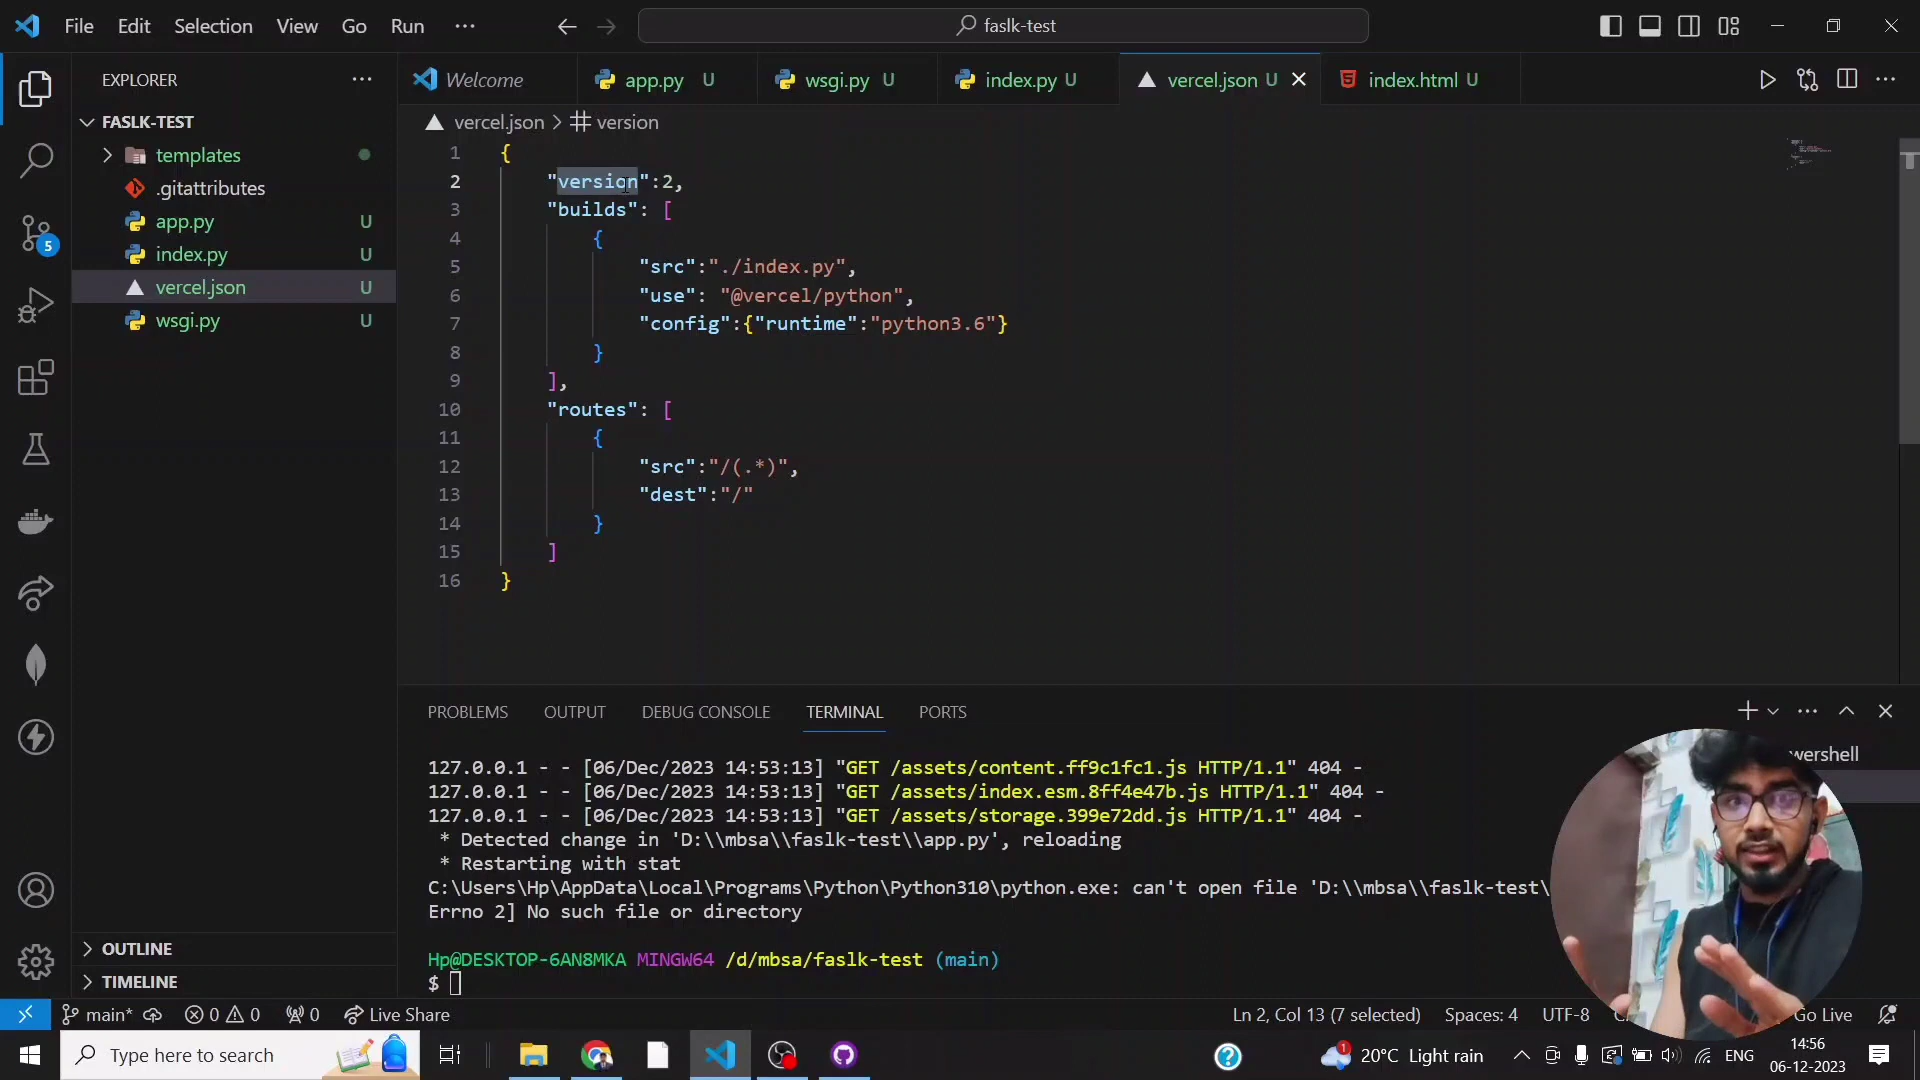 File Edit Selection View Go Run ...
faslk-test
EXPLORER
FASLK-TEST
templates
.gitattributes
app.py U
index.py U
vercel.json U
wsgi.py U
OUTLINE
TIMELINE
5
Welcome
app.py U
wsgi.py U
index.py U
vercel.json U
index.html U
vercel.json > version
1 {
2 "version":2,
3 "builds": [
4 {
5 "src":"./index.py",
6 "use": "@vercel/python",
7 "config":{"runtime":"python3.6"}
8 }
9 ],
10 "routes": [
11 {
12 "src":"/(.*)",
13 "dest":"/"
14 }
15 ]
16 }
PROBLEMS OUTPUT DEBUG CONSOLE TERMINAL PORTS
wershell
127.0.0.1 - - [06/Dec/2023 14:53:13] "GET /assets/content.ff9c1fc1.js HTTP/1.1" 404 -
127.0.0.1 - - [06/Dec/2023 14:53:13] "GET /assets/index.esm.8ff4e47b.js HTTP/1.1" 404 -
127.0.0.1 - - [06/Dec/2023 14:53:13] "GET /assets/storage.399e72dd.js HTTP/1.1" 404 -
* Detected change in 'D:\\mbsa\\faslk-test\\app.py', reloading
* Restarting with stat
C:\Users\Hp\AppData\Local\Programs\Python\Python310\python.exe: can't open file 'D:\\mbsa\\faslk-test\
Errno 2] No such file or directory
Hp@DESKTOP-6AN8MKA MINGW64 /d/mbsa/faslk-test (main)
$
main* 0 0 0 Live Share
Ln 2, Col 13 (7 selected) Spaces: 4 UTF-8 Go Live
Type here to search
1 20°C Light rain
ENG
14:56
06-12-2023